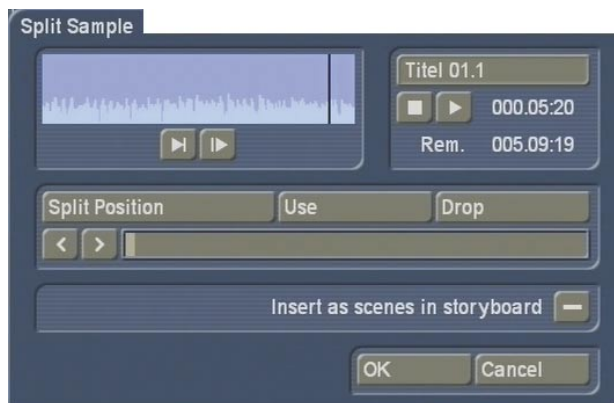 Split Sample
Titel 01.1
000.05:20
Rem. 005.09:19
Split Position
Use
Drop
Insert as scenes in storyboard
OK
Cancel